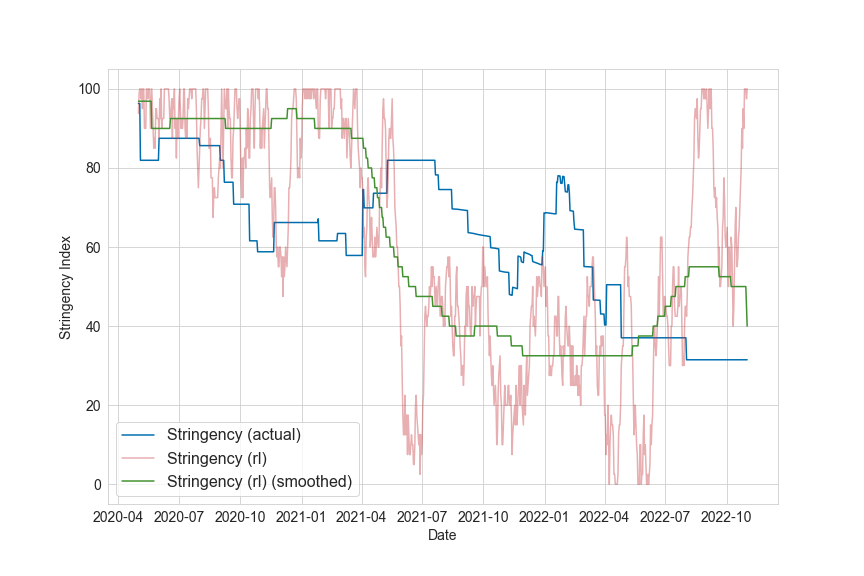 100
80
60
40
20
0
Stringency Index
Stringency (actual)
Stringency (rl)
Stringency (rl) (smoothed)
2020-04 2020-07 2020-10 2021-01 2021-04 2021-07 2021-10 2022-01 2022-04 2022-07 2022-10
Date